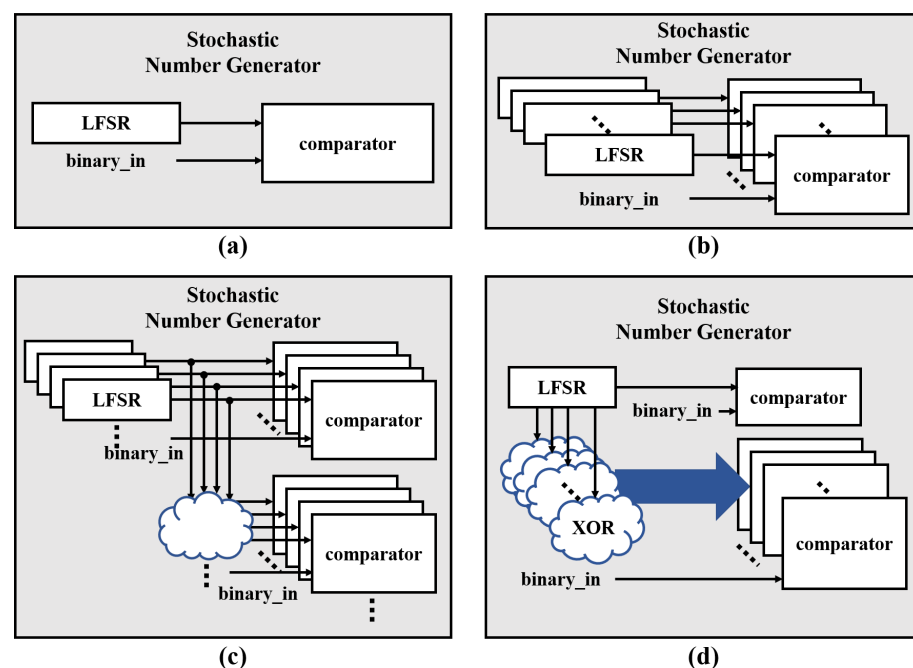 Stochastic
Number Generator
LFSR
binary_in
comparator
(a)
Stochastic
Number Generator
LFSR
binary_in
comparator
(b)
Stochastic
Number Generator
LFSR
binary_in
comparator
comparator
binary_in
(c)
Stochastic
Number Generator
LFSR
binary_in
comparator
XOR
comparator
binary_in
(d)